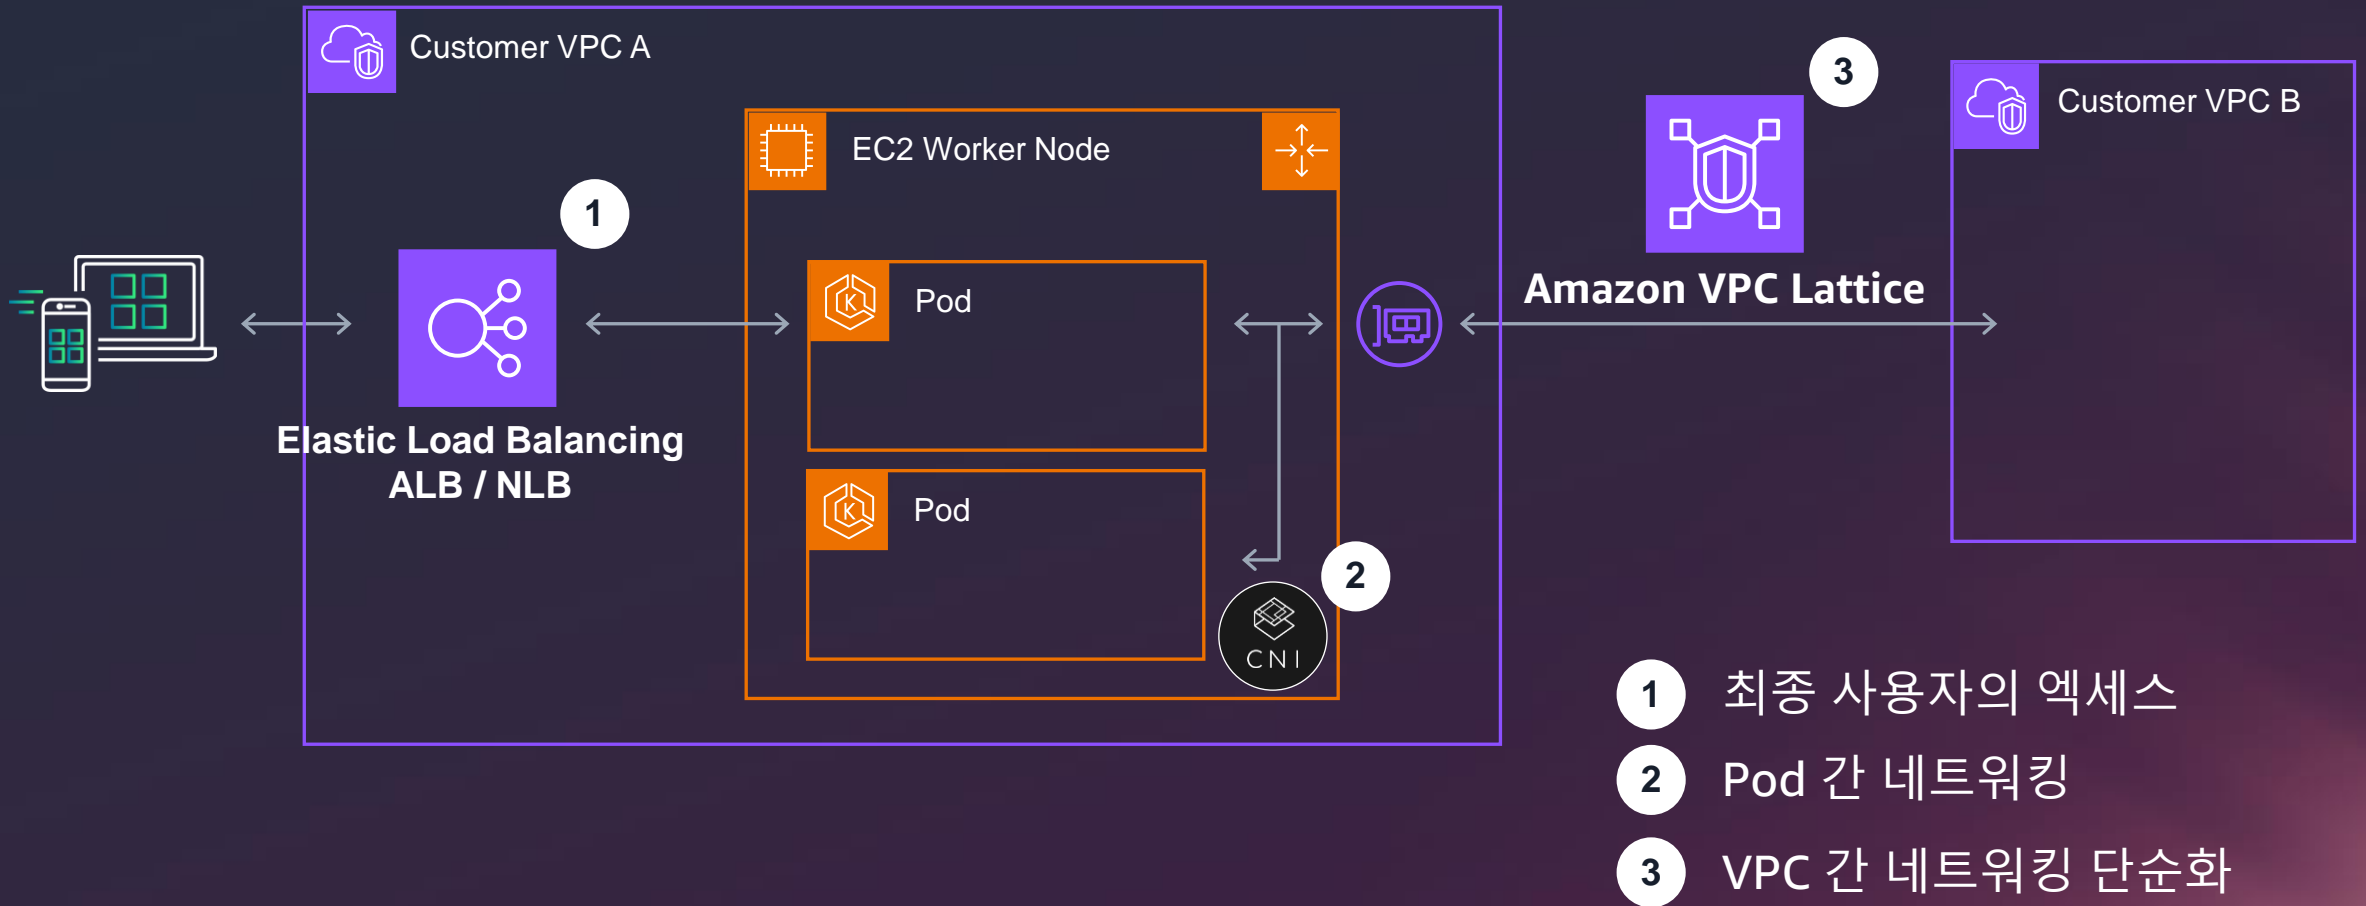 Customer VPC A
3
Customer VPC B
EC2 Worker Node
1
K
Pod
Amazon VPC Lattice
Elastic Load Balancing
ALB / NLB
K
Pod
2
CNI
1 최종 사용자의 엑세스
2 Pod 간 네트워킹
3 VPC 간 네트워킹 단순화